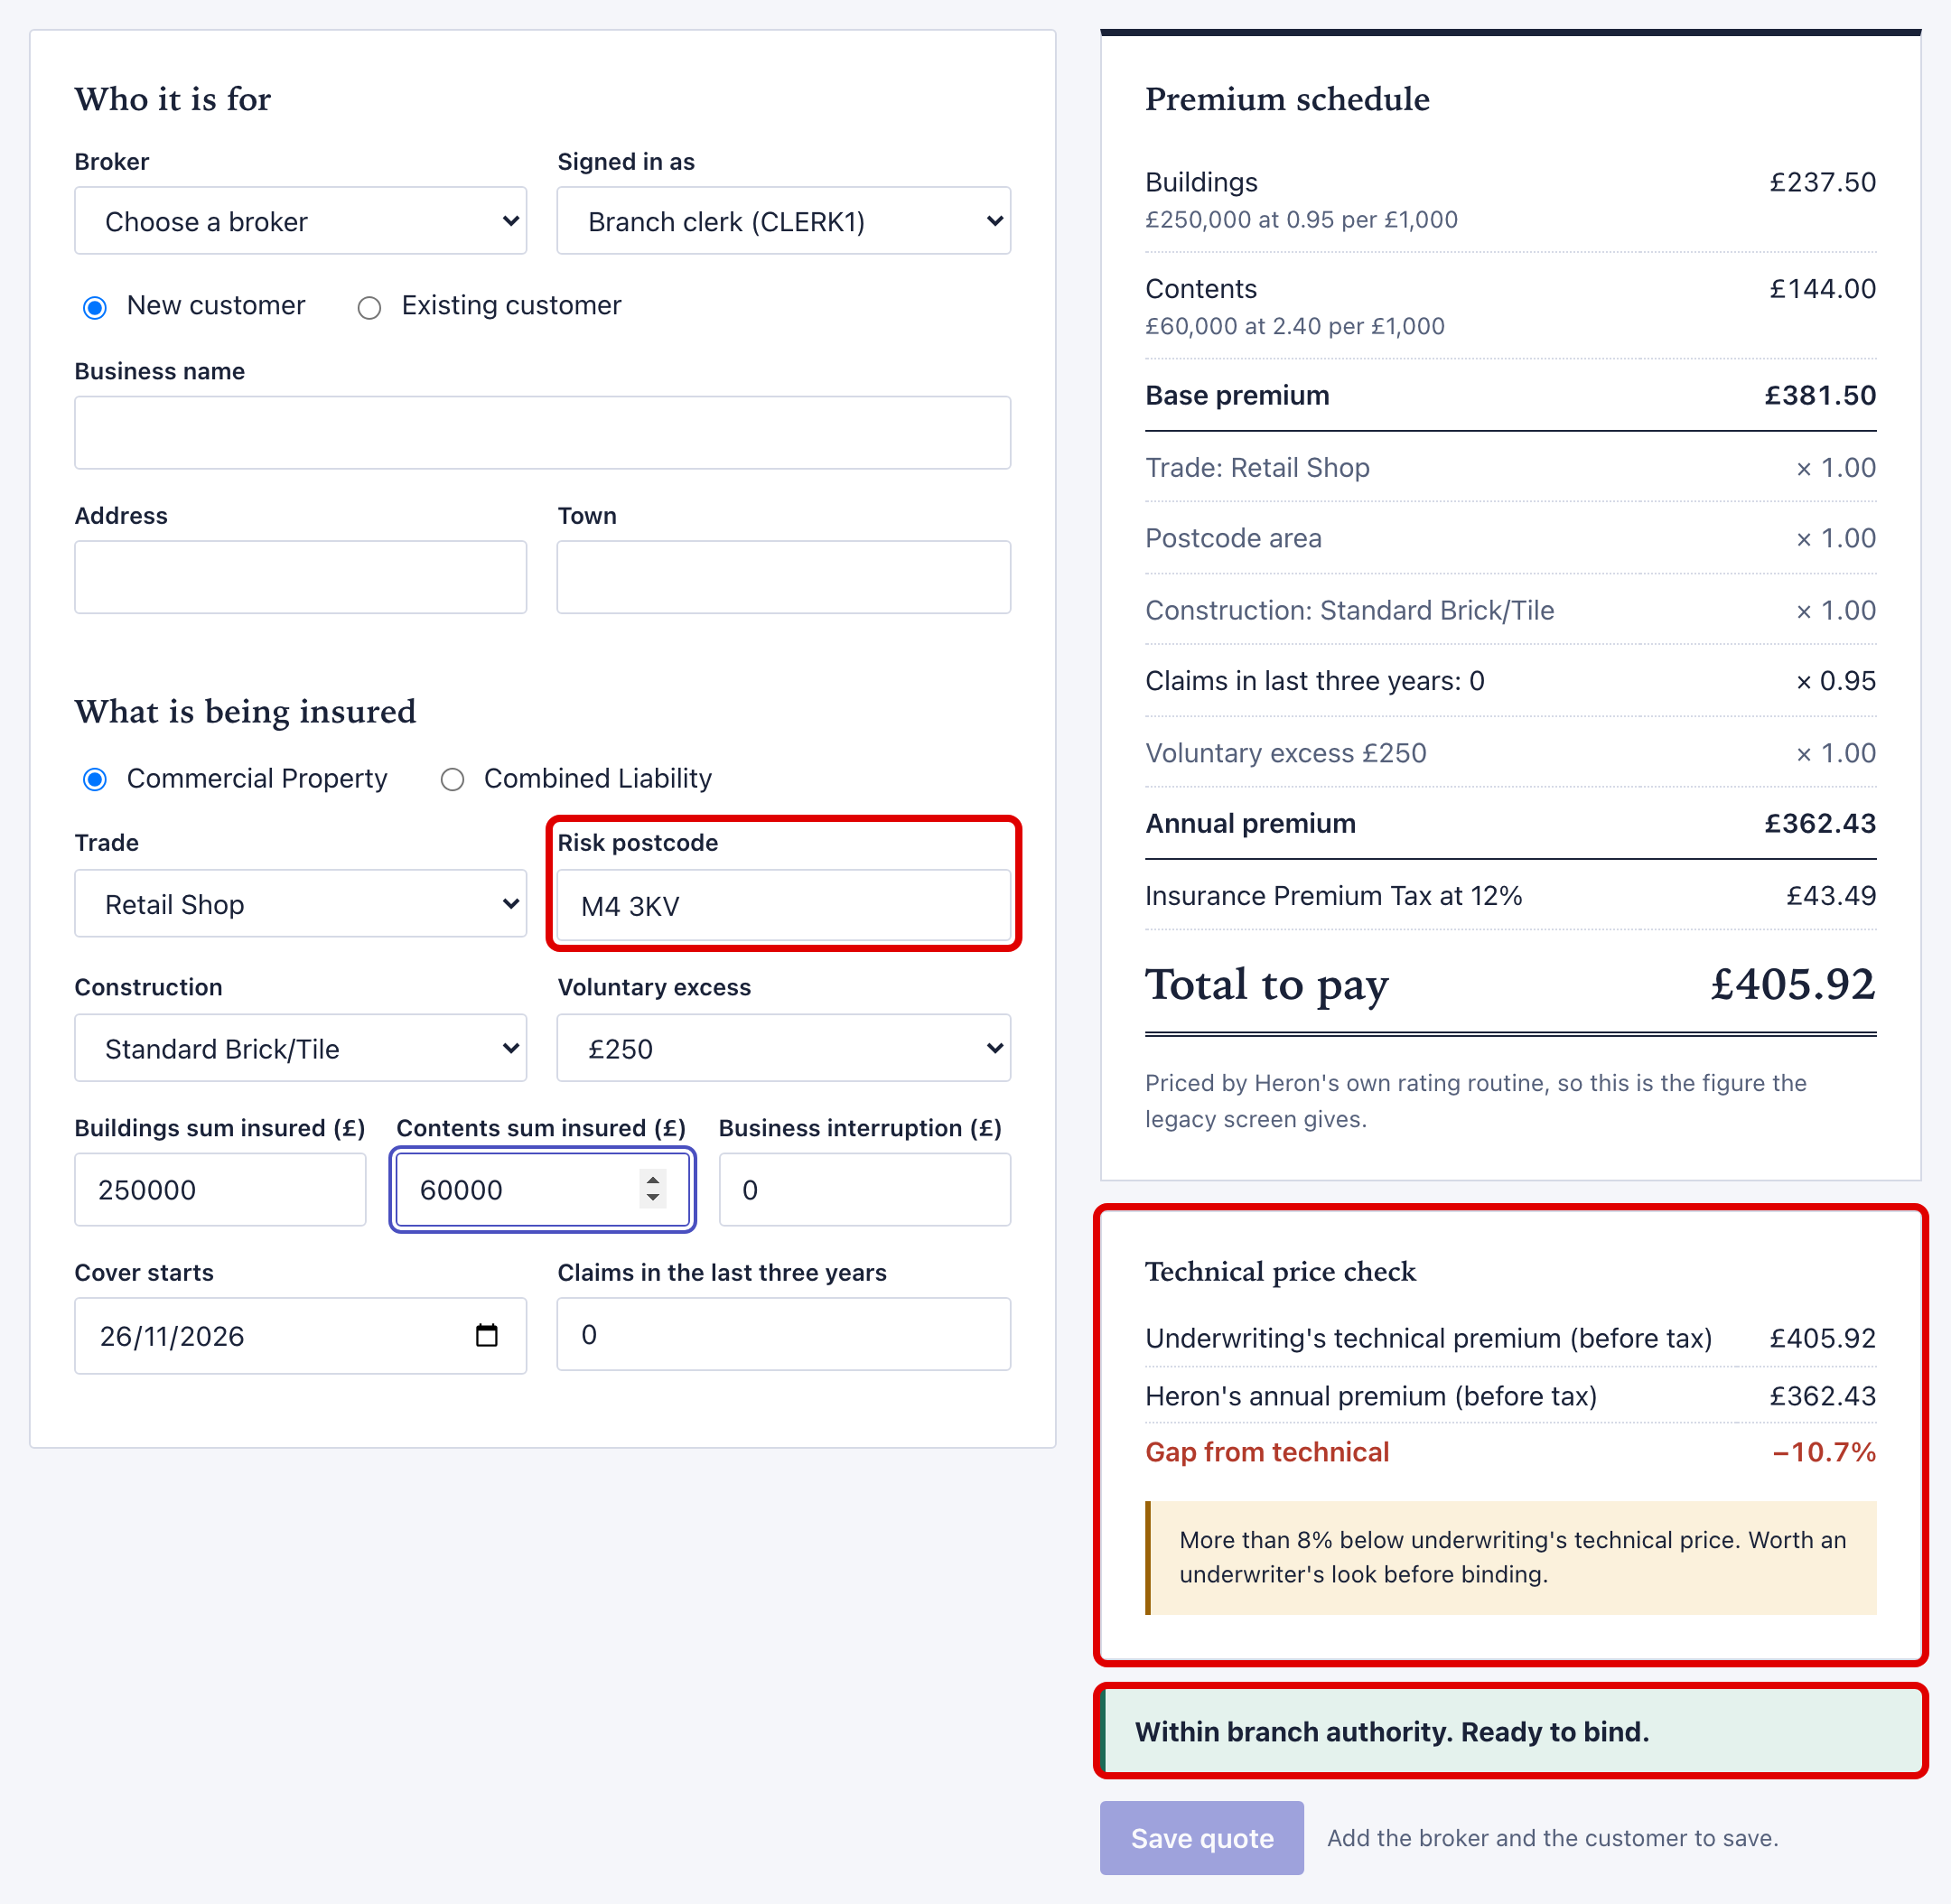 Who it is for
Broker
Signed in as
Choose a broker
Branch clerk (CLERK1)
New customer
Existing customer
Business name
Address
Town
What is being insured
Commercial Property
Combined Liability
Trade
Risk postcode
Retail Shop
M4 3KV
Construction
Voluntary excess
Standard Brick/Tile
£250
Buildings sum insured (£)
Contents sum insured (£)
Business interruption (£)
250000
60000
0
Cover starts
Claims in the last three years
26/11/2026
0
Premium schedule
Buildings £237.50
£250,000 at 0.95 per £1,000
Contents £144.00
£60,000 at 2.40 per £1,000
Base premium £381.50
Trade: Retail Shop × 1.00
Postcode area × 1.00
Construction: Standard Brick/Tile × 1.00
Claims in last three years: 0 × 0.95
Voluntary excess £250 × 1.00
Annual premium £362.43
Insurance Premium Tax at 12% £43.49
Total to pay £405.92
Priced by Heron's own rating routine, so this is the figure the
legacy screen gives.
Technical price check
Underwriting's technical premium (before tax) £405.92
Heron's annual premium (before tax) £362.43
Gap from technical −10.7%
More than 8% below underwriting's technical price. Worth an
underwriter's look before binding.
Within branch authority. Ready to bind.
Save quote
Add the broker and the customer to save.